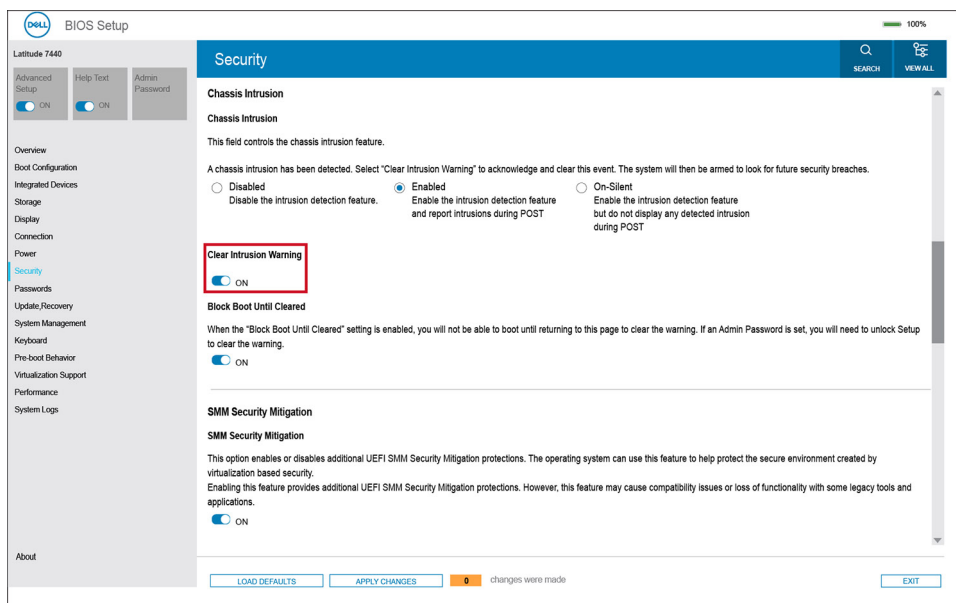 DELL
BIOS Setup
100%
Latitude 7440
Advanced Setup
ON
Help Text
ON
Admin Password
Overview
Boot Configuration
Integrated Devices
Storage
Display
Connection
Power
Security
Passwords
Update,Recovery
System Management
Keyboard
Pre-boot Behavior
Virtualization Support
Performance
System Logs
About
Security
SEARCH
VIEW ALL
Chassis Intrusion
Chassis Intrusion
This field controls the chassis intrusion feature.
A chassis intrusion has been detected. Select "Clear Intrusion Warning" to acknowledge and clear this event. The system will then be armed to look for future security breaches.
Disabled
Disable the intrusion detection feature.
Enabled
Enable the intrusion detection feature
and report intrusions during POST
On-Silent
Enable the intrusion detection feature
but do not display any detected intrusion
during POST
Clear Intrusion Warning
ON
Block Boot Until Cleared
When the "Block Boot Until Cleared" setting is enabled, you will not be able to boot until returning to this page to clear the warning. If an Admin Password is set, you will need to unlock Setup
to clear the warning.
ON
SMM Security Mitigation
SMM Security Mitigation
This option enables or disables additional UEFI SMM Security Mitigation protections. The operating system can use this feature to help protect the secure environment created by
virtualization based security.
Enabling this feature provides additional UEFI SMM Security Mitigation protections. However, this feature may cause compatibility issues or loss of functionality with some legacy tools and
applications.
ON
LOAD DEFAULTS
APPLY CHANGES
0 changes were made
EXIT